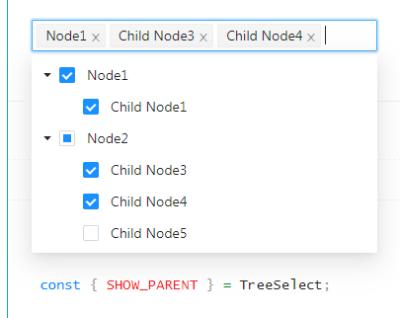 Node1 × Child Node3 × Child Node4 ×
Node1
Child Node1
Node2
Child Node3
Child Node4
Child Node5
const { SHOW_PARENT } = TreeSelect;